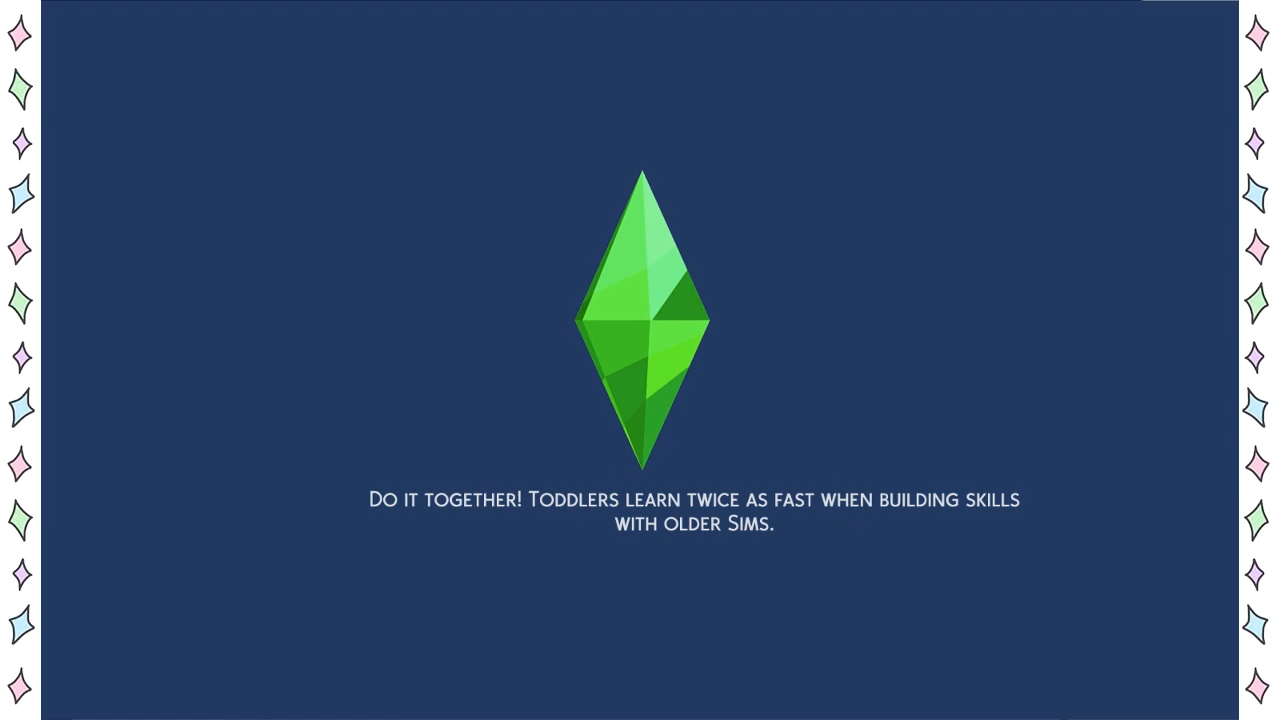 Do it together! Toddlers learn twice as fast when building skills
with older Sims.